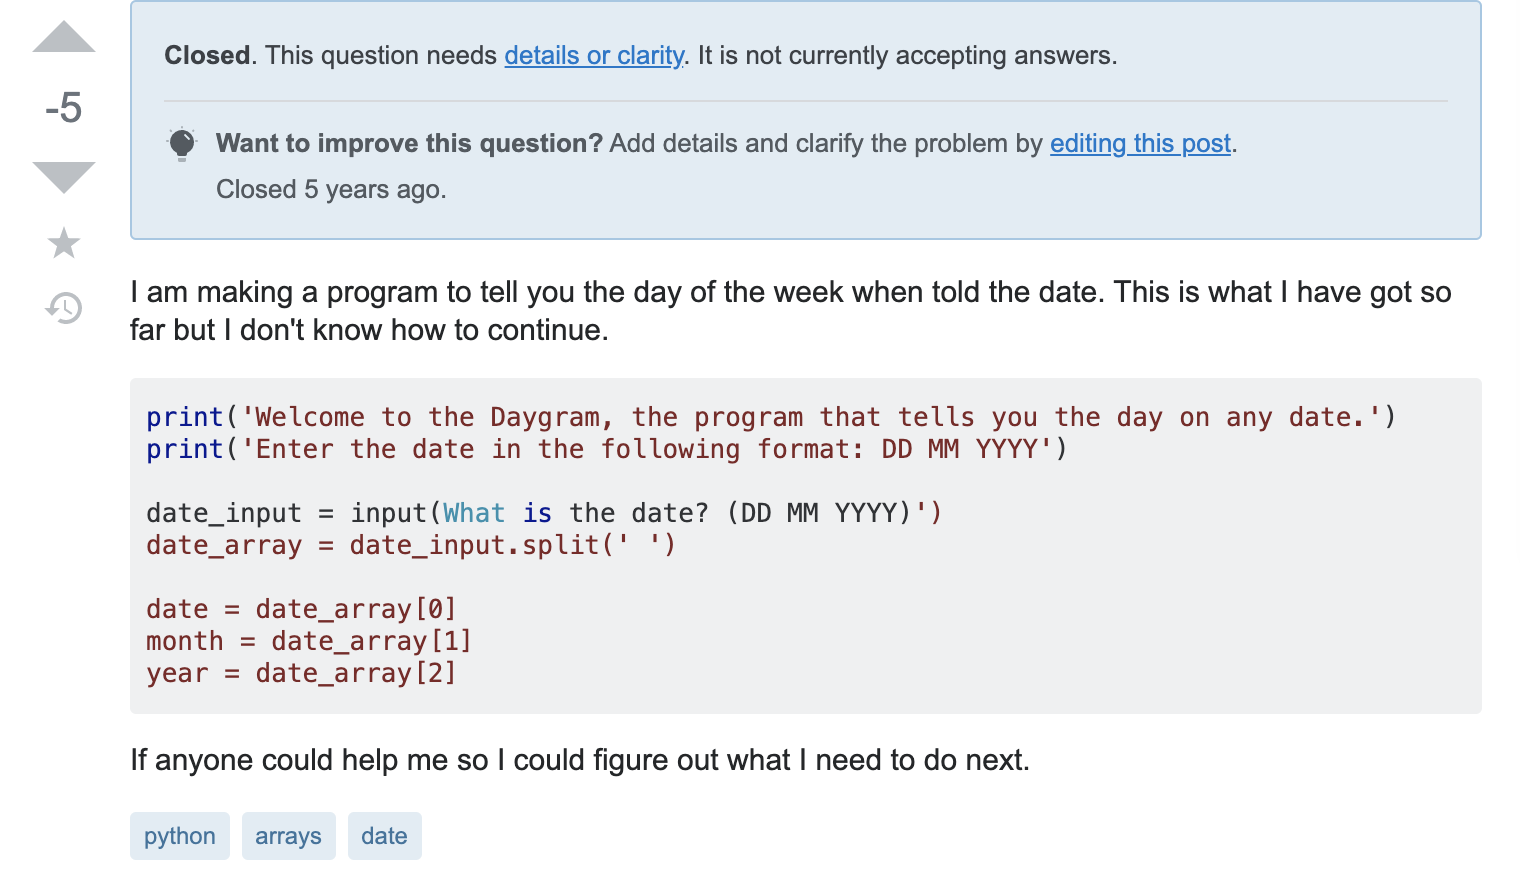 Closed. This question needs details or clarity. It is not currently accepting answers.
-5
Want to improve this question? Add details and clarify the problem by editing this post.
Closed 5 years ago.
I am making a program to tell you the day of the week when told the date. This is what I have got so
far but I don't know how to continue.
print('Welcome to the Daygram, the program that tells you the day on any date.')
print('Enter the date in the following format: DD MM YYYY')
date_input = input(What is the date? (DD MM YYYY)')
date_array = date_input.split(' ')
date = date_array[0]
month = date_array[1]
year = date_array[2]
If anyone could help me so I could figure out what I need to do next.
python arrays date